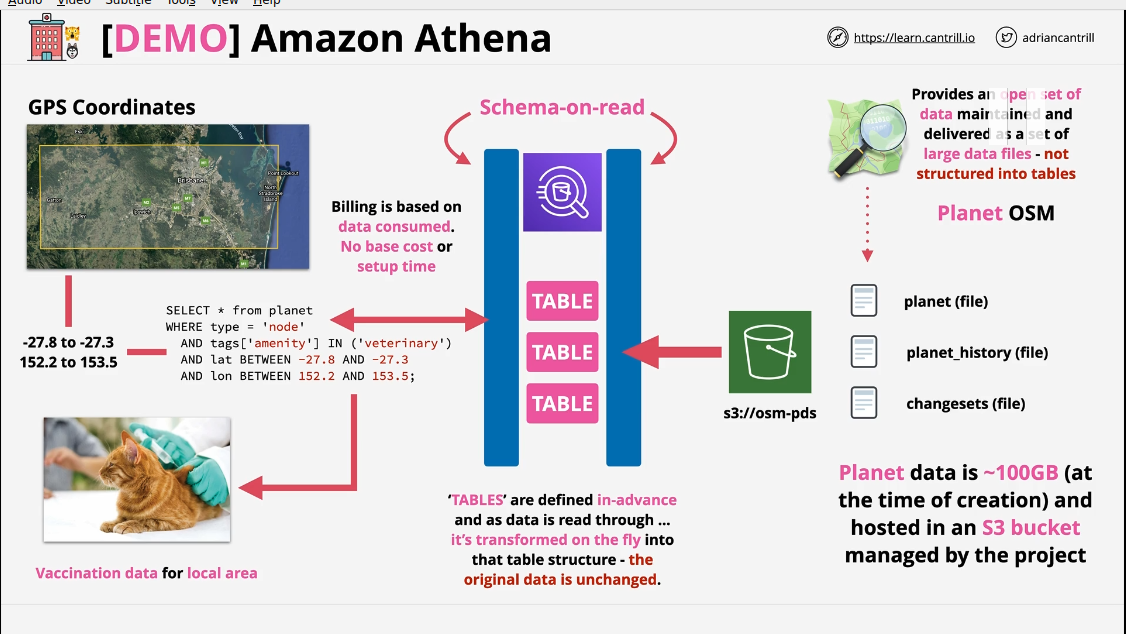 Audio Video Subtitle Tools View Help
[DEMO] Amazon Athena
https://learn.cantrill.io
adriancantrill
GPS Coordinates
Brisbane
Point Lookout
North
Stradbroke
Island
Ipswich
Gatton
-27.8 to -27.3
152.2 to 153.5
Billing is based on
data consumed.
No base cost or
setup time
SELECT * from planet
WHERE type = 'node'
AND tags['amenity'] IN ('veterinary')
AND lat BETWEEN -27.8 AND -27.3
AND lon BETWEEN 152.2 AND 153.5;
Vaccination data for local area
Schema-on-read
TABLE
TABLE
TABLE
‘TABLES’ are defined in-advance
and as data is read through ...
it’s transformed on the fly into
that table structure - the
original data is unchanged.
s3://osm-pds
Provides an open set of
data maintained and
delivered as a set of
large data files - not
structured into tables
Planet OSM
planet (file)
planet_history (file)
changesets (file)
Planet data is ~100GB (at
the time of creation) and
hosted in an S3 bucket
managed by the project